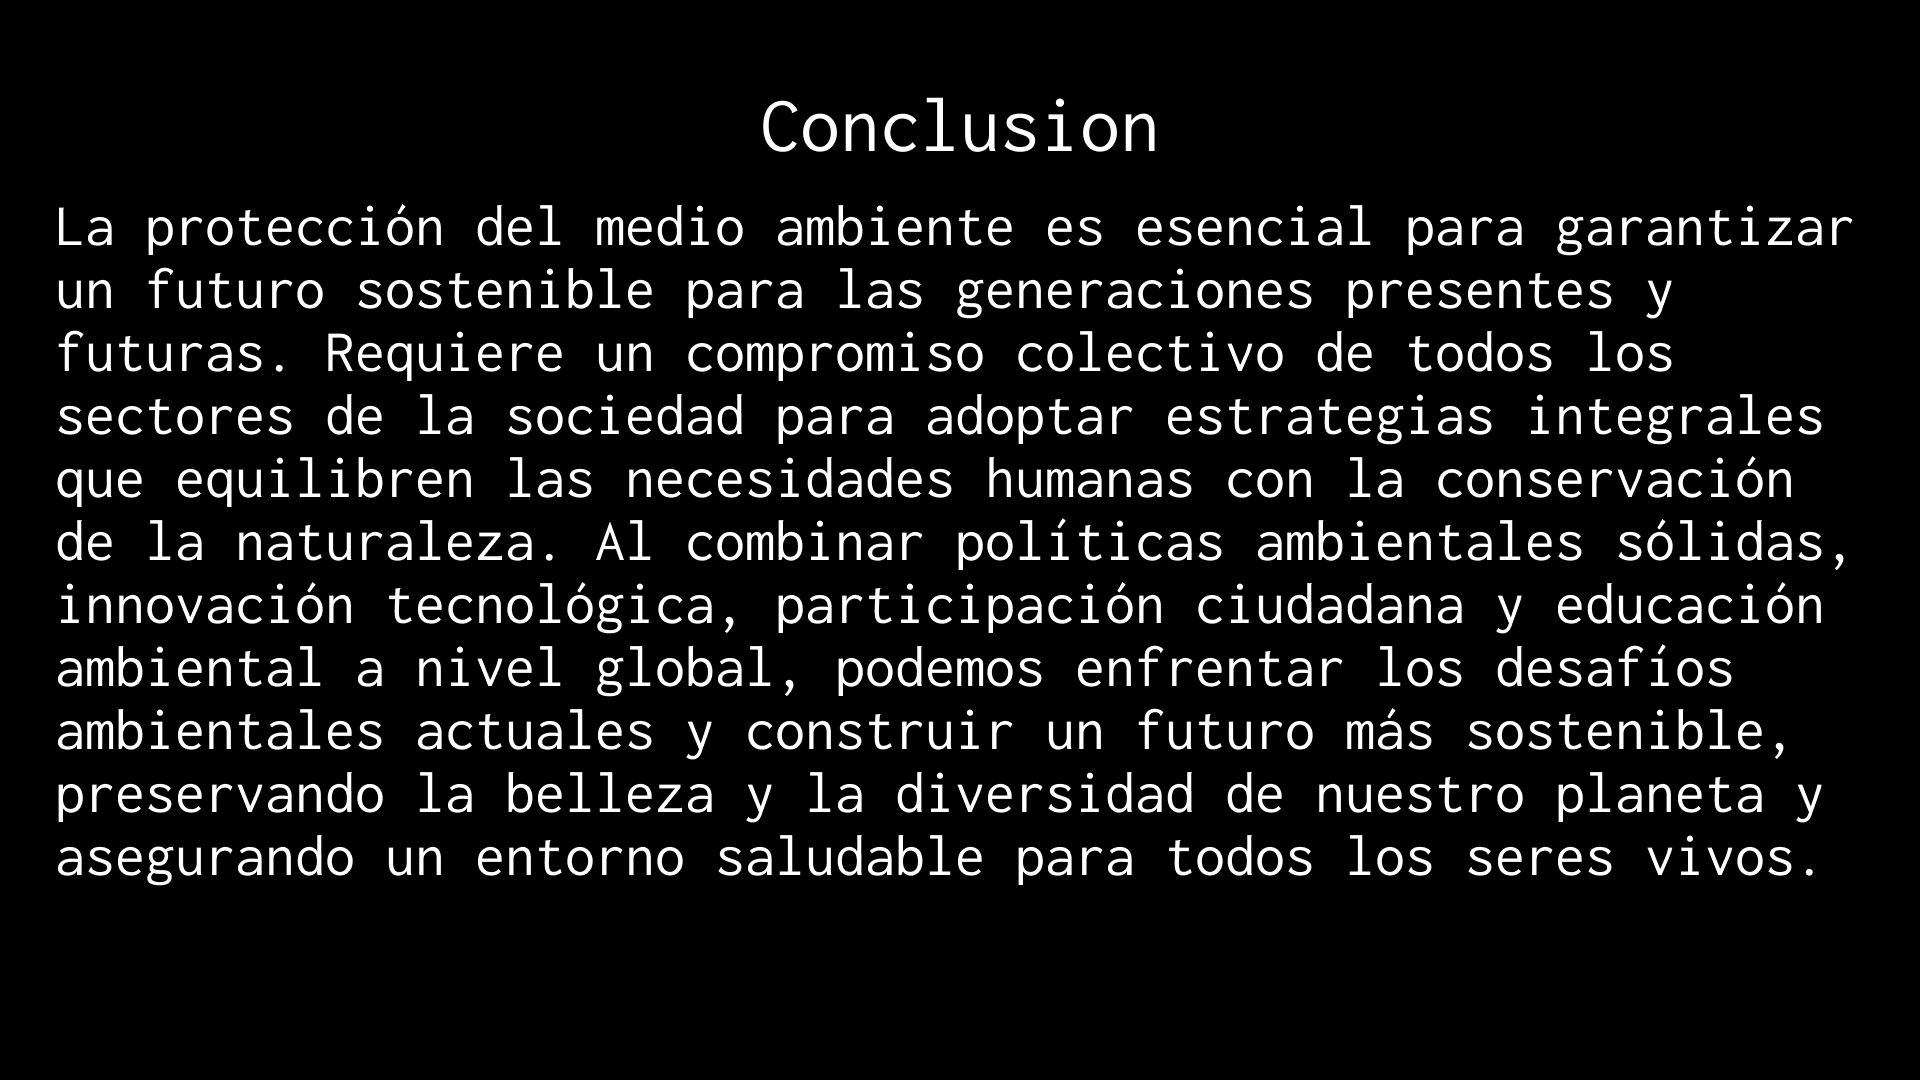 Conclusion
La protección del medio ambiente es esencial para garantizar
un futuro sostenible para las generaciones presentes y
futuras. Requiere un compromiso colectivo de todos los
sectores de la sociedad para adoptar estrategias integrales
que equilibren las necesidades humanas con la conservación
de la naturaleza. Al combinar políticas ambientales sólidas,
innovación tecnológica, participación ciudadana y educación
ambiental a nivel global, podemos enfrentar los desafíos
ambientales actuales y construir un futuro más sostenible,
preservando la belleza y la diversidad de nuestro planeta y
asegurando un entorno saludable para todos los seres vivos.